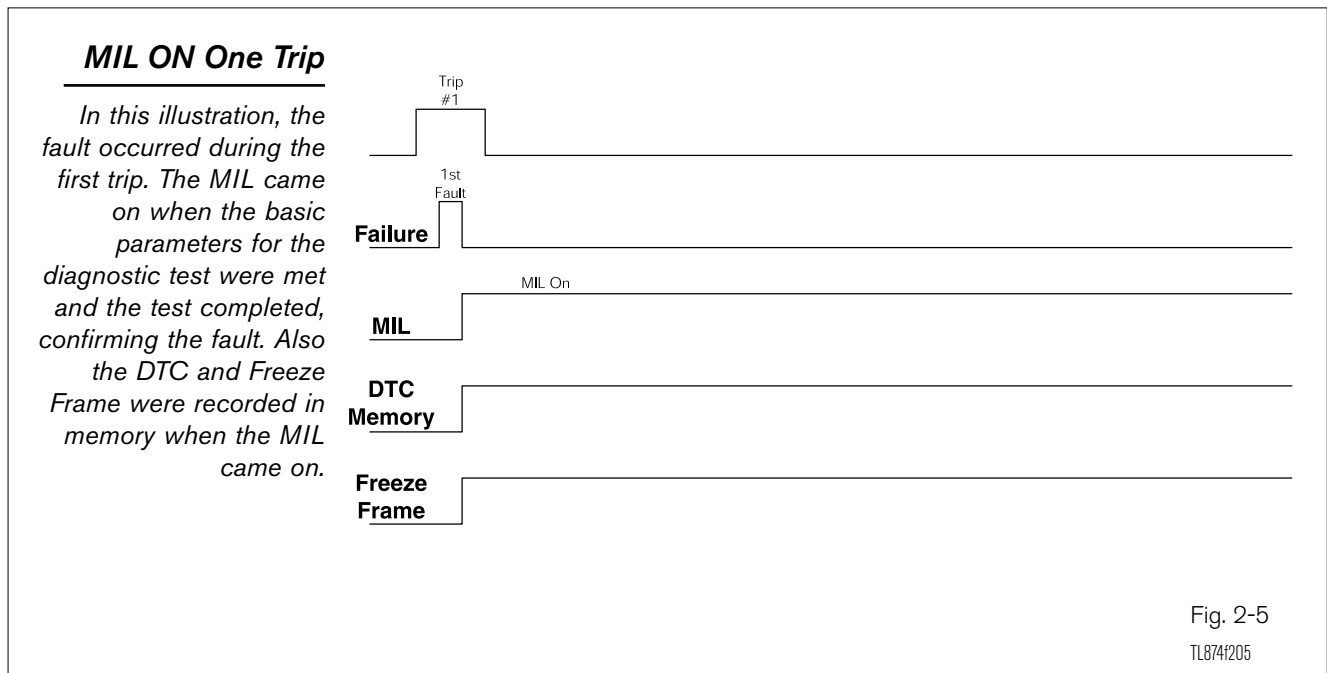 MIL ON One Trip
In this illustration, the
fault occurred during the
first trip. The MIL came
on when the basic
parameters for the
diagnostic test were met
and the test completed,
confirming the fault. Also
the DTC and Freeze
Frame were recorded in
memory when the MIL
came on.
Trip
#1
1st
Fault
Failure
MIL On
MIL
DTC
Memory
Freeze
Frame
Fig. 2-5
TL874f205